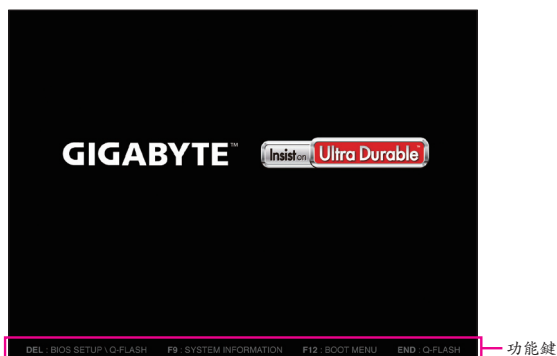 GIGABYTE™ Insist on Ultra Durable™
DEL : BIOS SETUP \ Q-FLASH F9 : SYSTEM INFORMATION F12 : BOOT MENU END : Q-FLASH
功能鍵